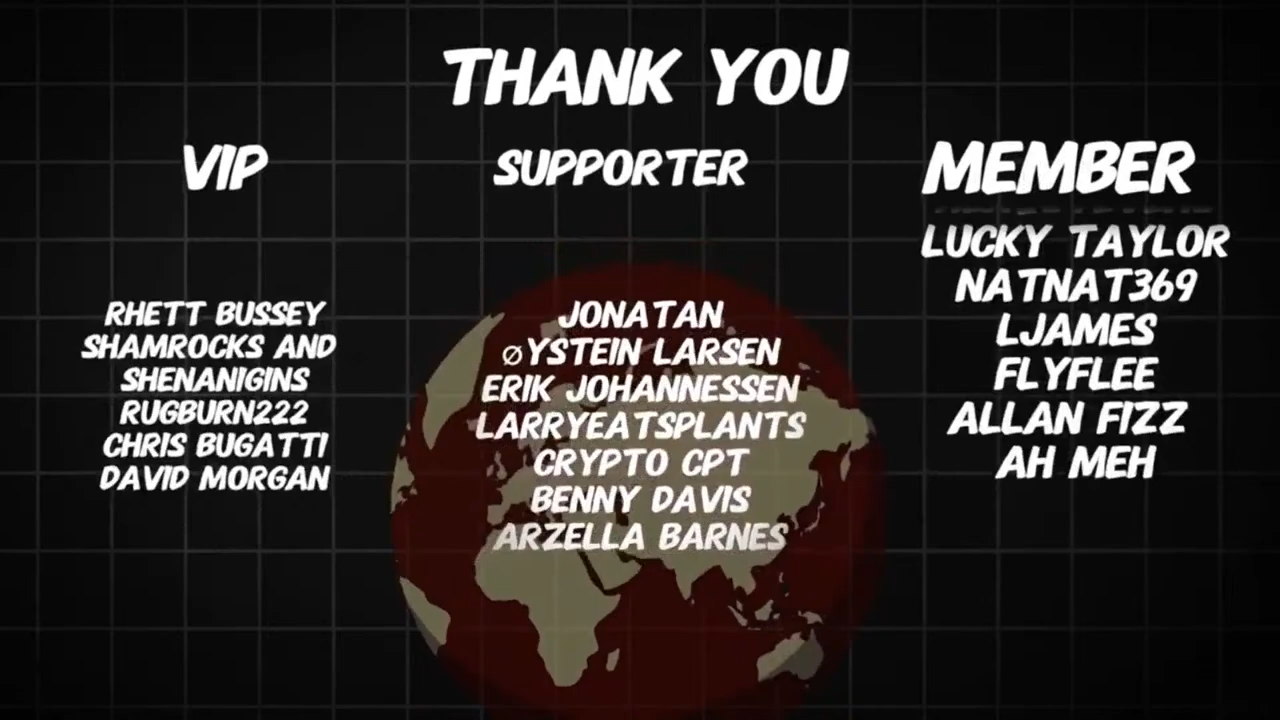 THANK YOU
VIP
RHETT BUSSEY
SHAMROCKS AND
SHENANIGINS
RUGBURN222
CHRIS BUGATTI
DAVID MORGAN
SUPPORTER
JONATAN
ØYSTEIN LARSEN
ERIK JOHANNESSEN
LARRYEATSPLANTS
CRYPTO CPT
BENNY DAVIS
ARZELLA BARNES
MEMBER
LUCKY TAYLOR
NATNAT369
LJAMES
FLYFLEE
ALLAN FIZZ
AH MEH